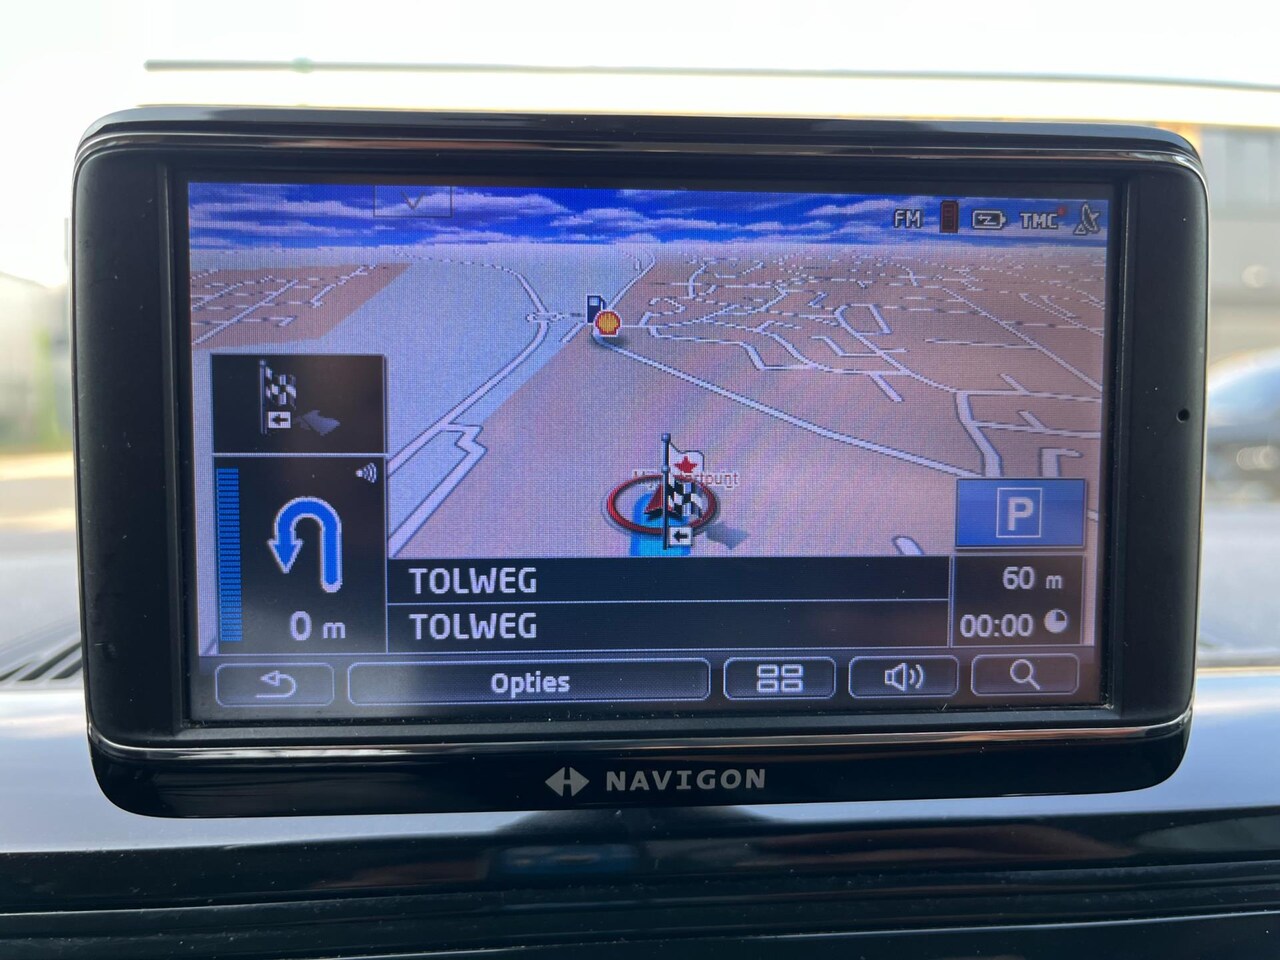 FM TMC
P
TOLWEG
60 m
0 m
TOLWEG
00:00
Opties
NAVIGON